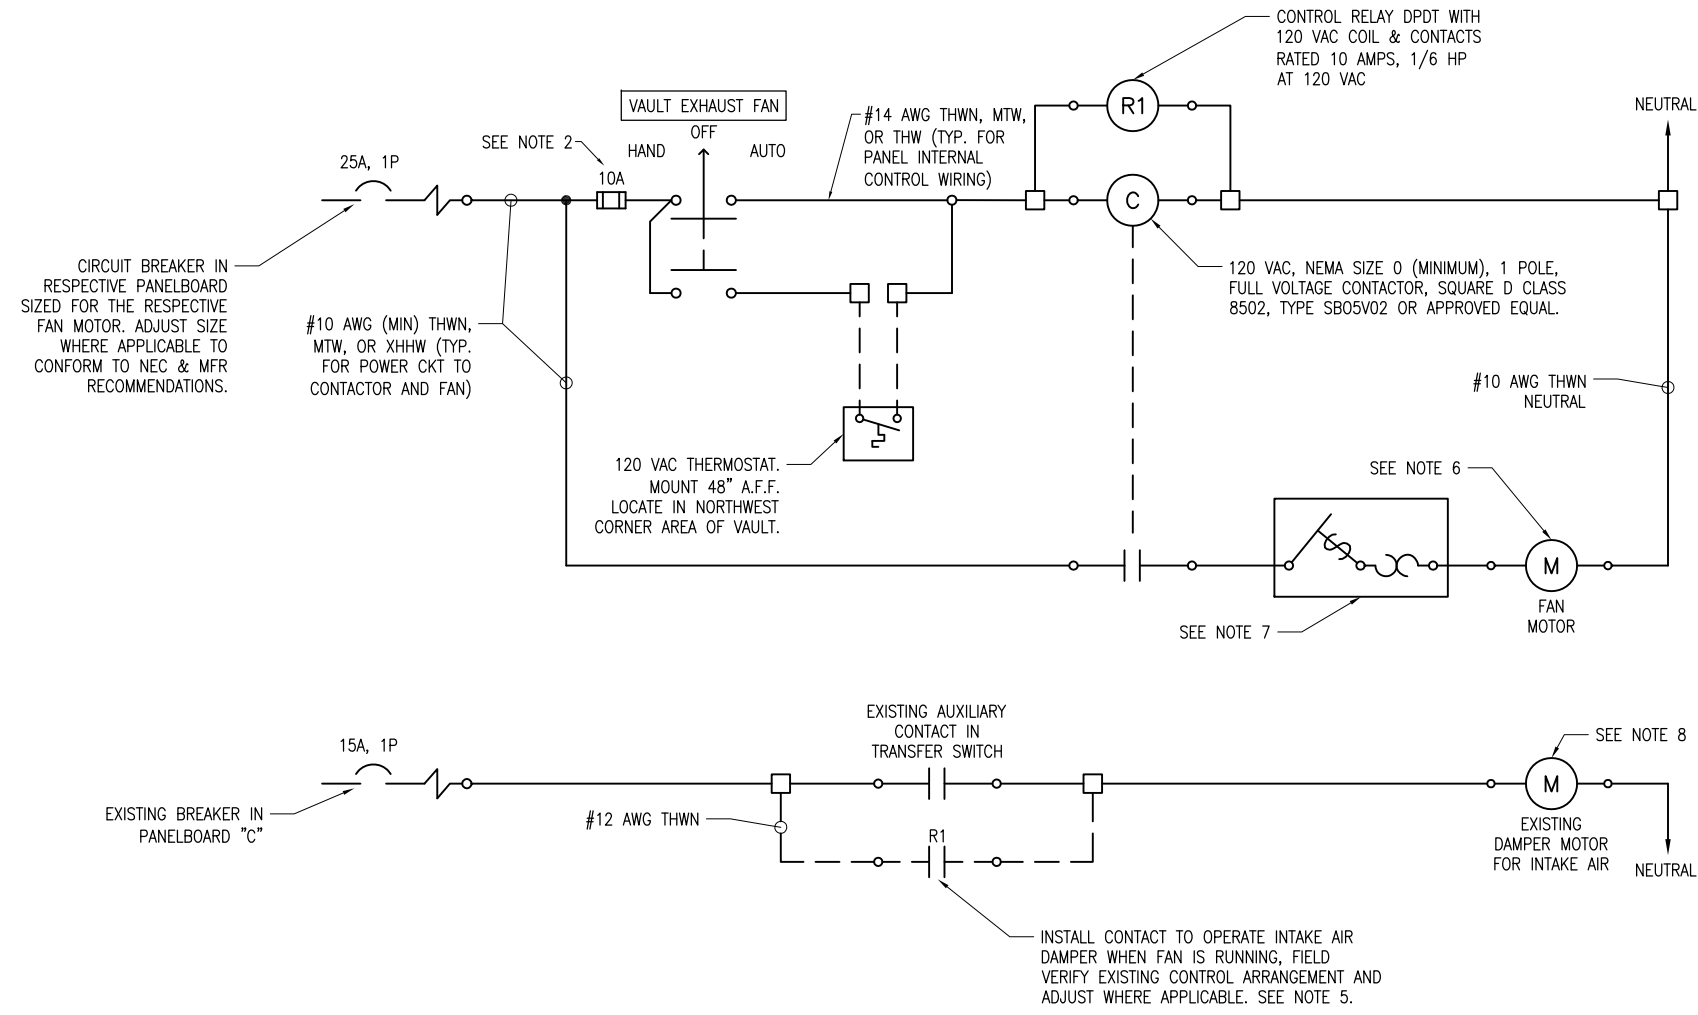 CONTROL RELAY DPDT WITH
120 VAC COIL & CONTACTS
RATED 10 AMPS, 1/6 HP
AT 120 VAC
R1
NEUTRAL
VAULT EXHAUST FAN
OFF
HAND
AUTO
#14 AWG THWN, MTW,
OR THW (TYP. FOR
PANEL INTERNAL
CONTROL WIRING)
SEE NOTE 2
10A
25A, 1P
C
CIRCUIT BREAKER IN
RESPECTIVE PANELBOARD
SIZED FOR THE RESPECTIVE
FAN MOTOR. ADJUST SIZE
WHERE APPLICABLE TO
CONFORM TO NEC & MFR
RECOMMENDATIONS.
#10 AWG (MIN) THWN,
MTW, OR XHHW (TYP.
FOR POWER CKT TO
CONTACTOR AND FAN)
120 VAC, NEMA SIZE 0 (MINIMUM), 1 POLE,
FULL VOLTAGE CONTACTOR, SQUARE D CLASS
8502, TYPE SBO5V02 OR APPROVED EQUAL.
#10 AWG THWN
NEUTRAL
120 VAC THERMOSTAT.
MOUNT 48" A.F.F.
LOCATE IN NORTHWEST
CORNER AREA OF VAULT.
SEE NOTE 6
M
FAN
MOTOR
SEE NOTE 7
EXISTING AUXILIARY
CONTACT IN
TRANSFER SWITCH
15A, 1P
SEE NOTE 8
M
EXISTING BREAKER IN
PANELBOARD "C"
#12 AWG THWN
R1
EXISTING
DAMPER MOTOR
FOR INTAKE AIR
NEUTRAL
INSTALL CONTACT TO OPERATE INTAKE AIR
DAMPER WHEN FAN IS RUNNING, FIELD
VERIFY EXISTING CONTROL ARRANGEMENT AND
ADJUST WHERE APPLICABLE. SEE NOTE 5.